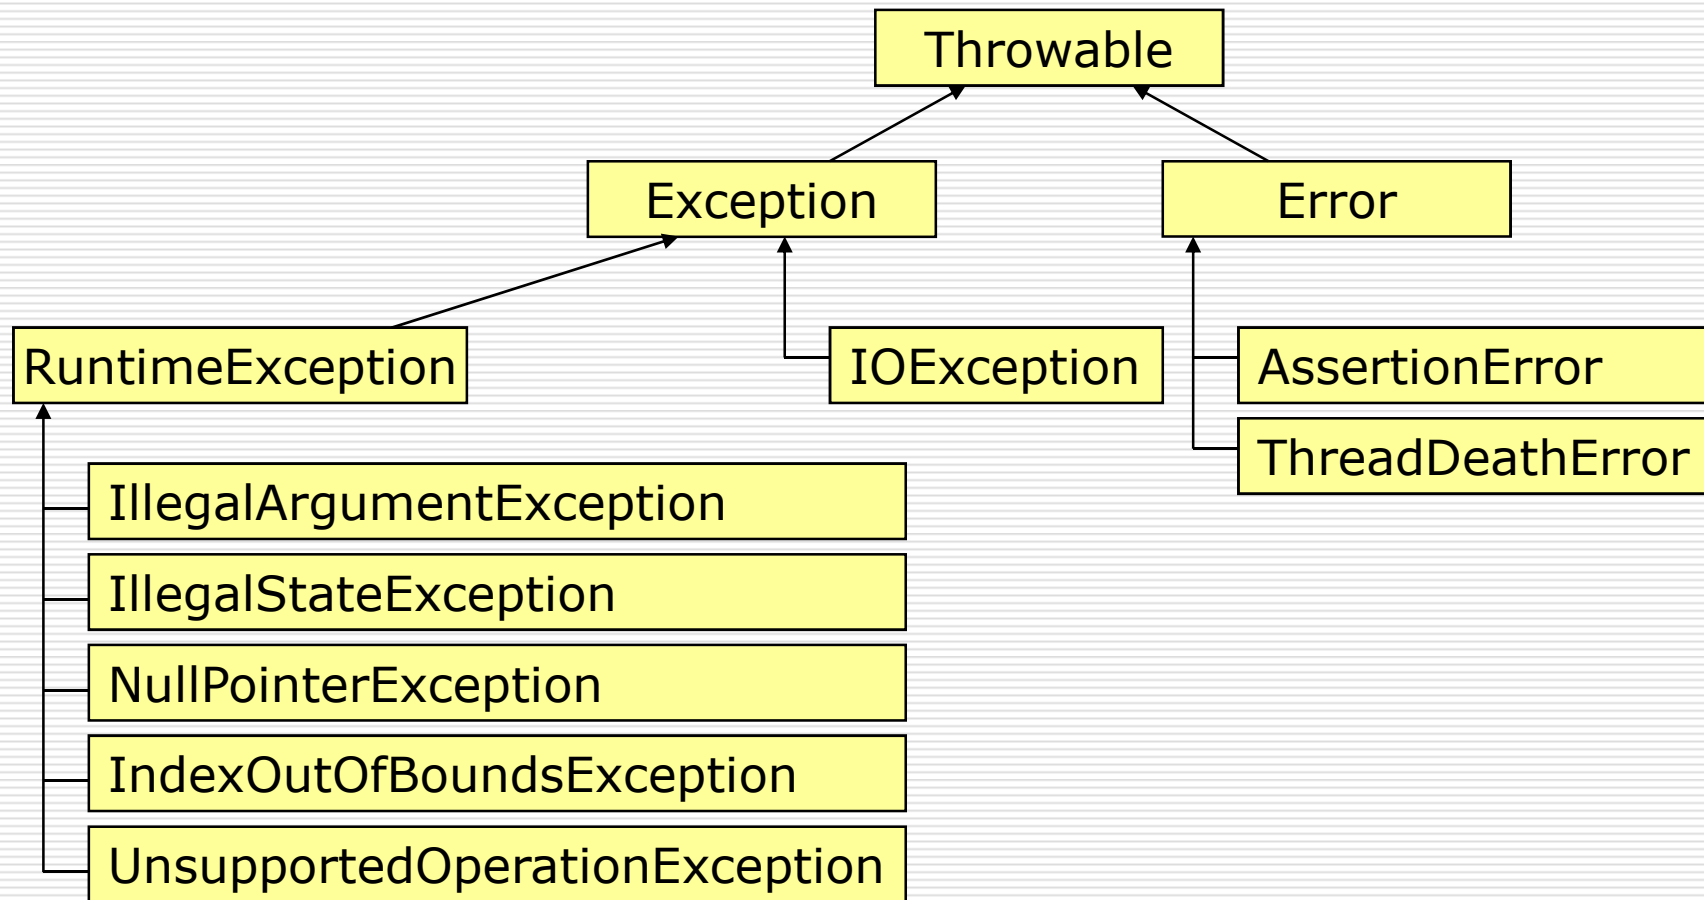 Throwable
Exception
Error
RuntimeException
IOException
AssertionError
ThreadDeathError
IllegalArgumentException
IllegalStateException
NullPointerException
IndexOutOfBoundsException
UnsupportedOperationException